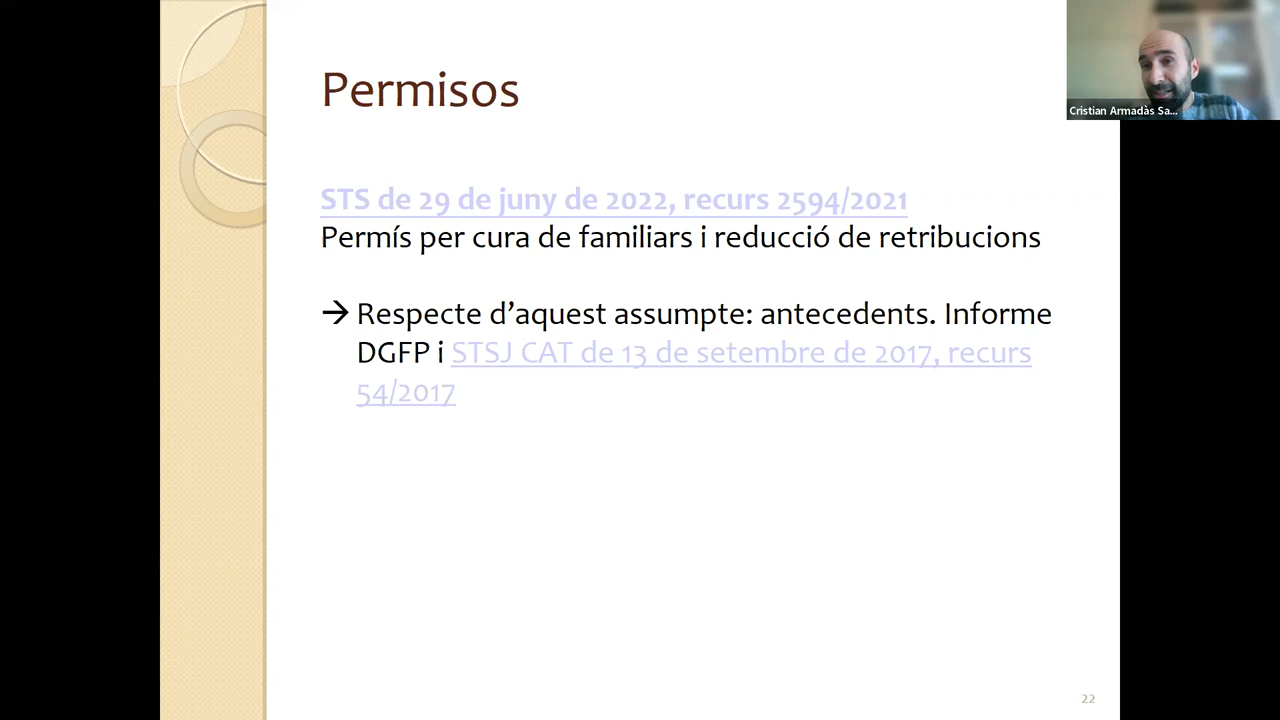 Permisos
Cristian Armadàs Sa...
STS de 29 de juny de 2022, recurs 2594/2021
Permís per cura de familiars i reducció de retribucions
→ Respecte d’aquest assumpte: antecedents. Informe
DGFP i STSJ CAT de 13 de setembre de 2017, recurs
54/2017
22